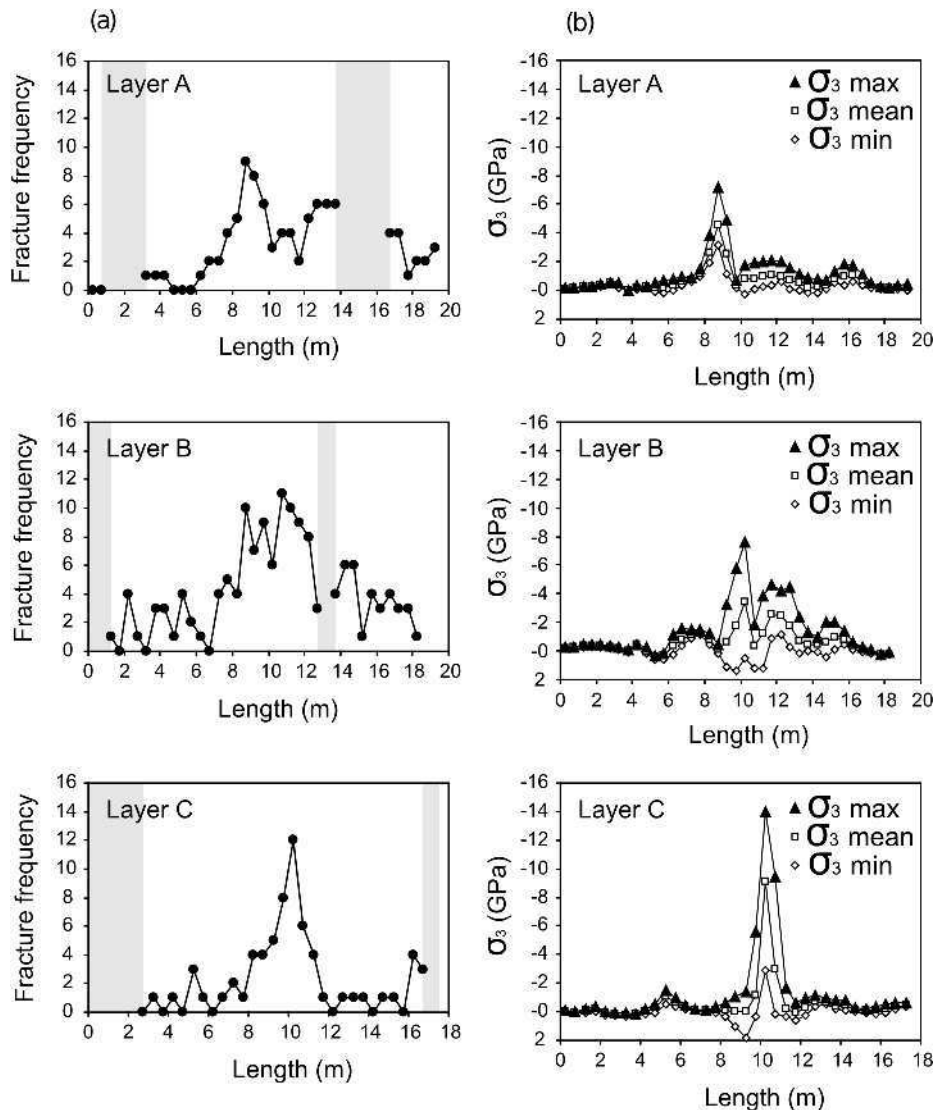 (a)
(b)
Layer A
Fracture frequency
16
14
12
10
8
6
4
2
0
0 2 4 6 8 10 12 14 16 18 20
Length (m)
Layer A
σ3 max
σ3 mean
σ3 min
σ3 (GPa)
-16
-14
-12
-10
-8
-6
-4
-2
-0
2
0 2 4 6 8 10 12 14 16 18 20
Length (m)
Layer B
Fracture frequency
16
14
12
10
8
6
4
2
0
0 2 4 6 8 10 12 14 16 18 20
Length (m)
Layer B
σ3 max
σ3 mean
σ3 min
σ3 (GPa)
-16
-14
-12
-10
-8
-6
-4
-2
-0
2
0 2 4 6 8 10 12 14 16 18 20
Length (m)
Layer C
Fracture frequency
16
14
12
10
8
6
4
2
0
0 2 4 6 8 10 12 14 16 18
Length (m)
Layer C
σ3 max
σ3 mean
σ3 min
σ3 (GPa)
-16
-14
-12
-10
-8
-6
-4
-2
-0
2
0 2 4 6 8 10 12 14 16 18
Length (m)